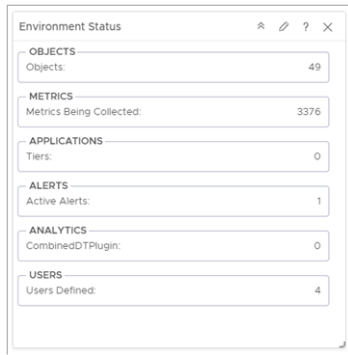 Environment Status ?
OBJECTS
Objects: 49
METRICS
Metrics Being Collected: 3376
APPLICATIONS
Tiers: 0
ALERTS
Active Alerts: 1
ANALYTICS
CombinedDTPlugin: 0
USERS
Users Defined: 4